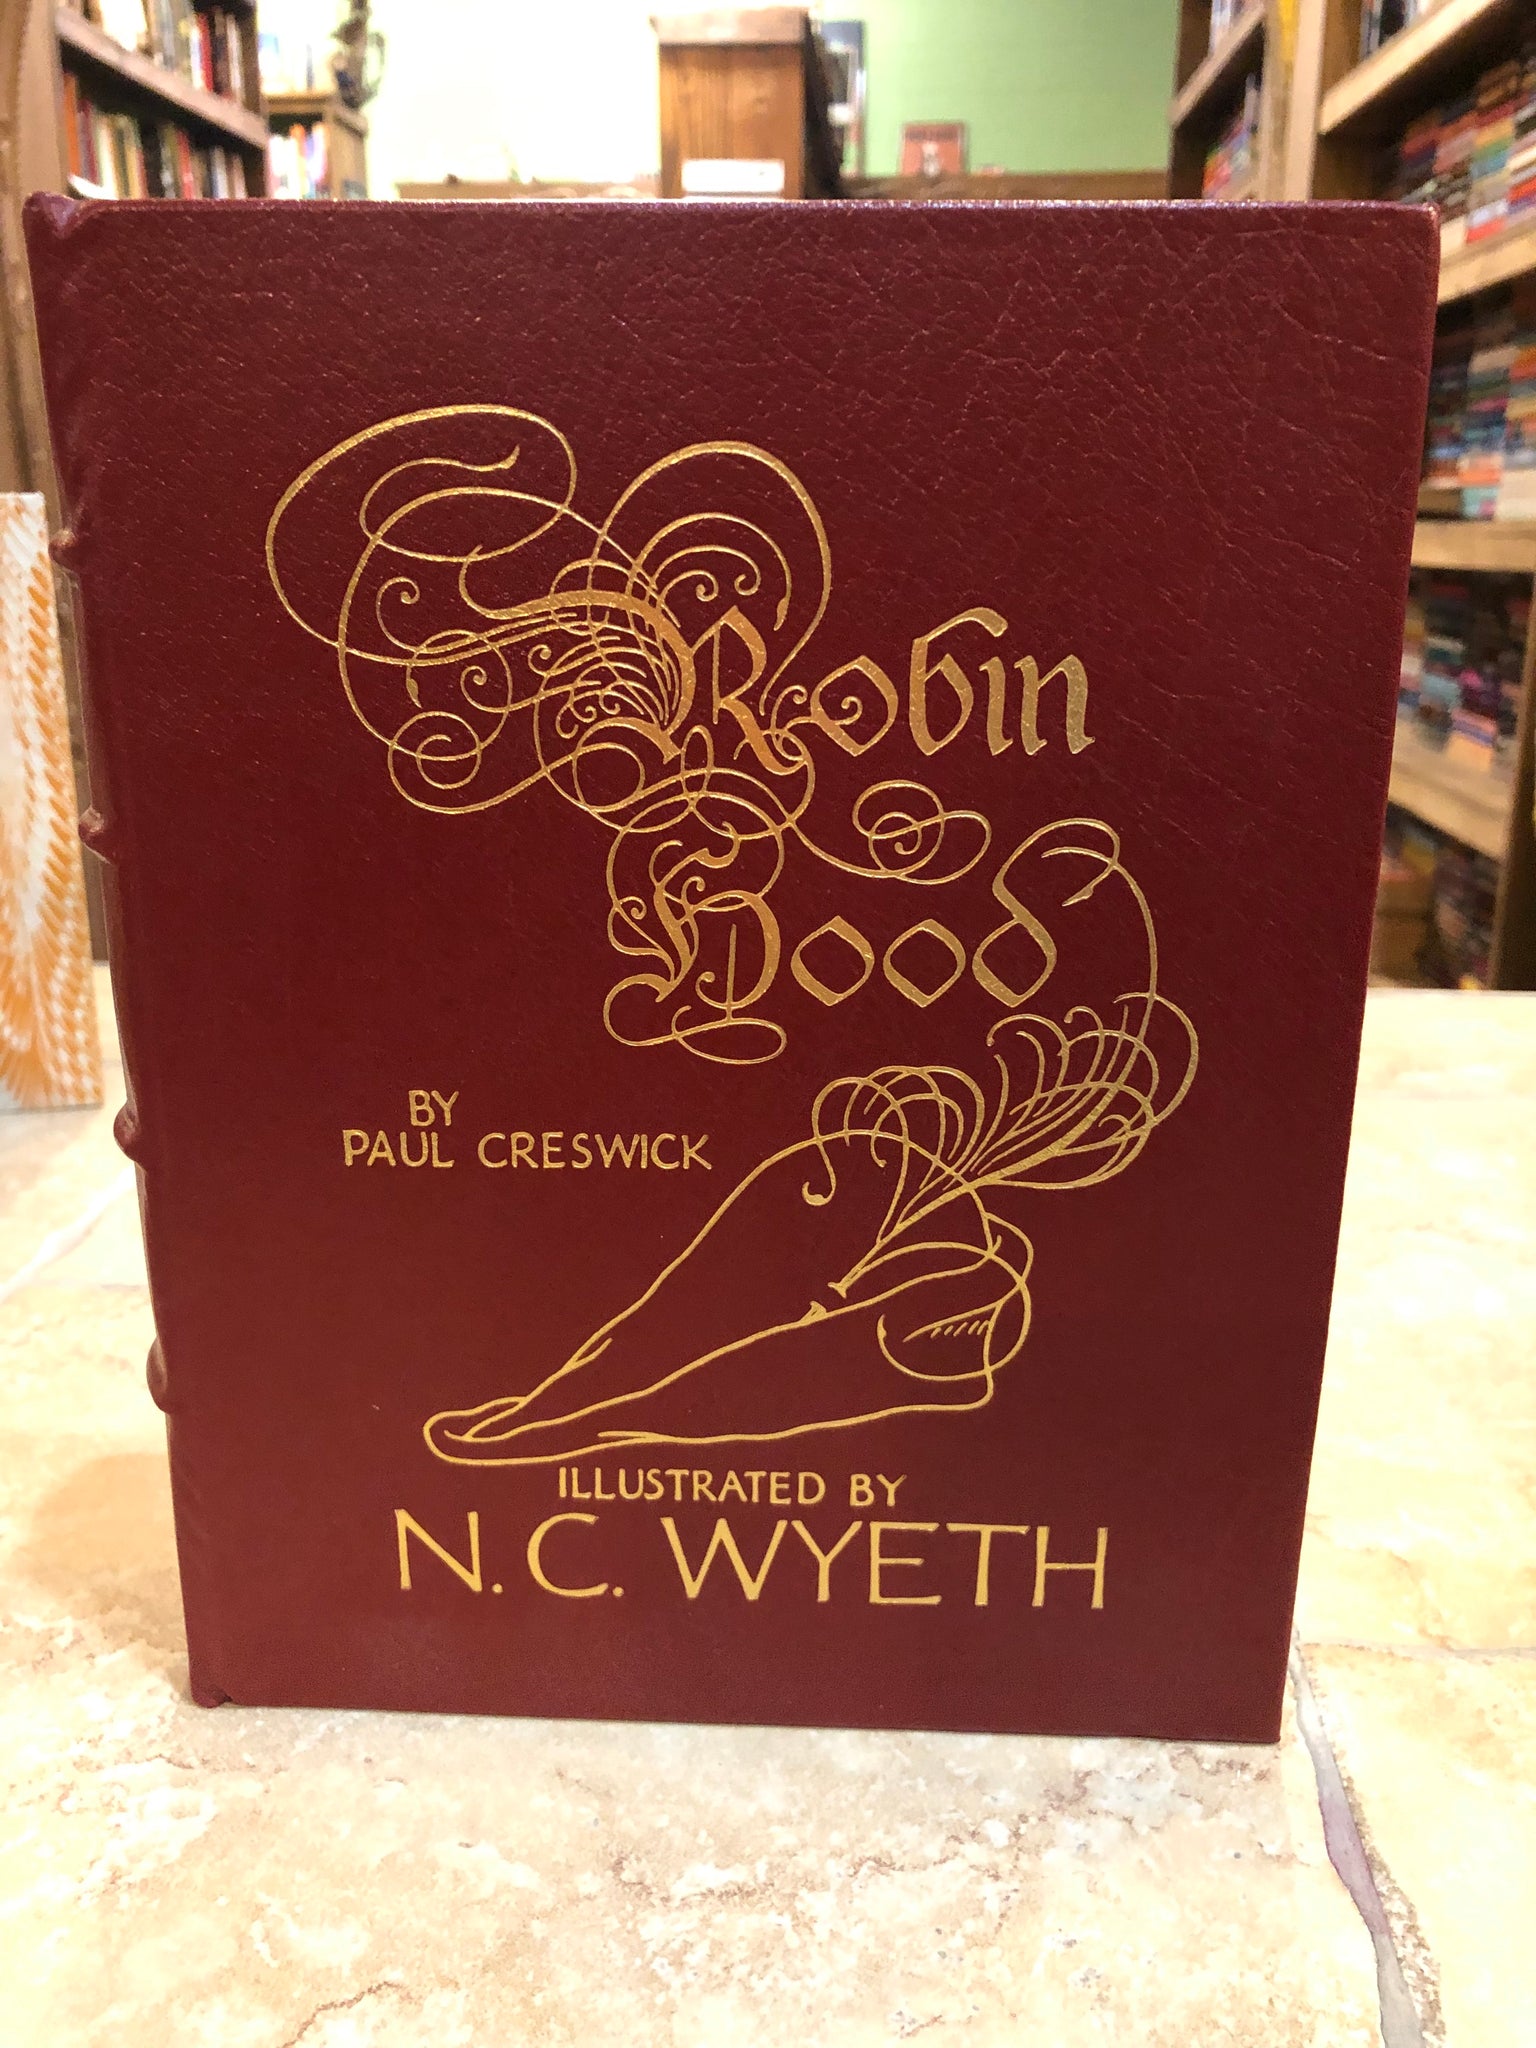 Robin
Hood
BY
PAUL CRESWICK
ILLUSTRATED BY
N. C. WYETH